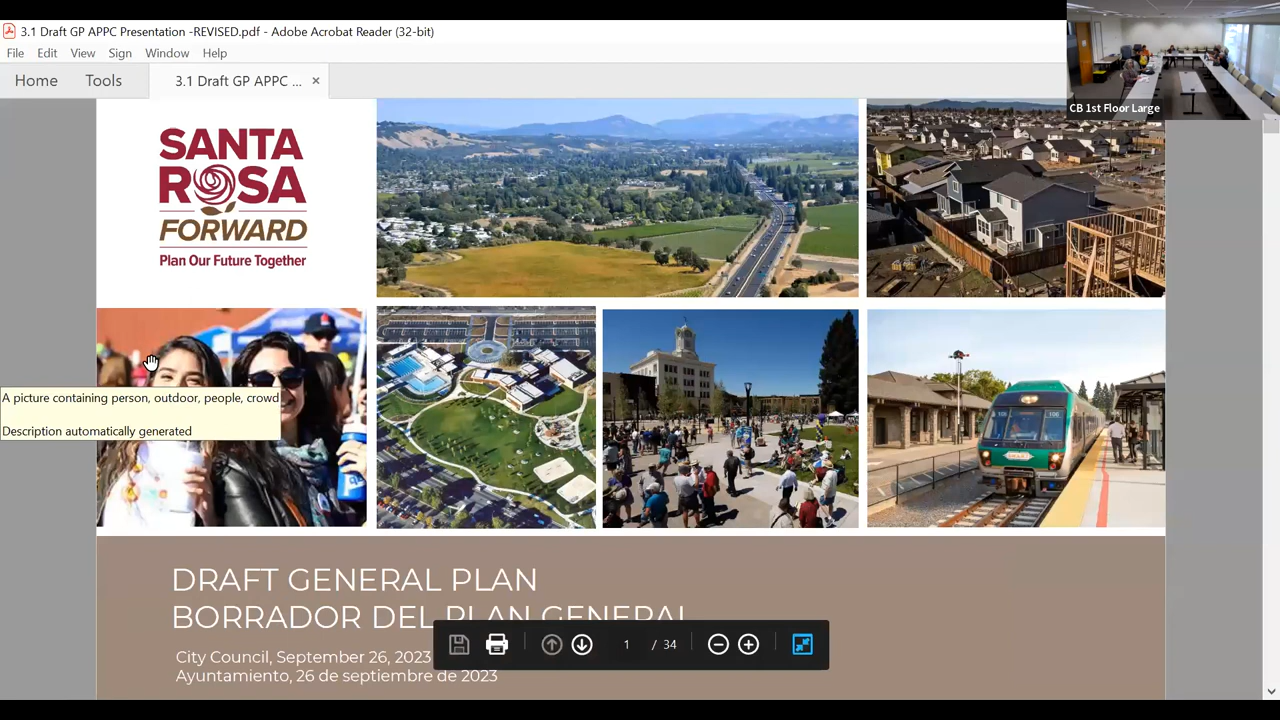 3.1 Draft GP APPC Presentation -REVISED.pdf - Adobe Acrobat Reader (32-bit)
File Edit View Sign Window Help
Home Tools 3.1 Draft GP APPC ... ×
CB 1st Floor Large
SANTA
ROSA
FORWARD
Plan Our Future Together
A picture containing person, outdoor, people, crowd
Description automatically generated
DRAFT GENERAL PLAN
BORRADOR DEL PLAN GENERAL
1 / 34
City Council, September 26, 2023
Ayuntamiento, 26 de septiembre de 2023